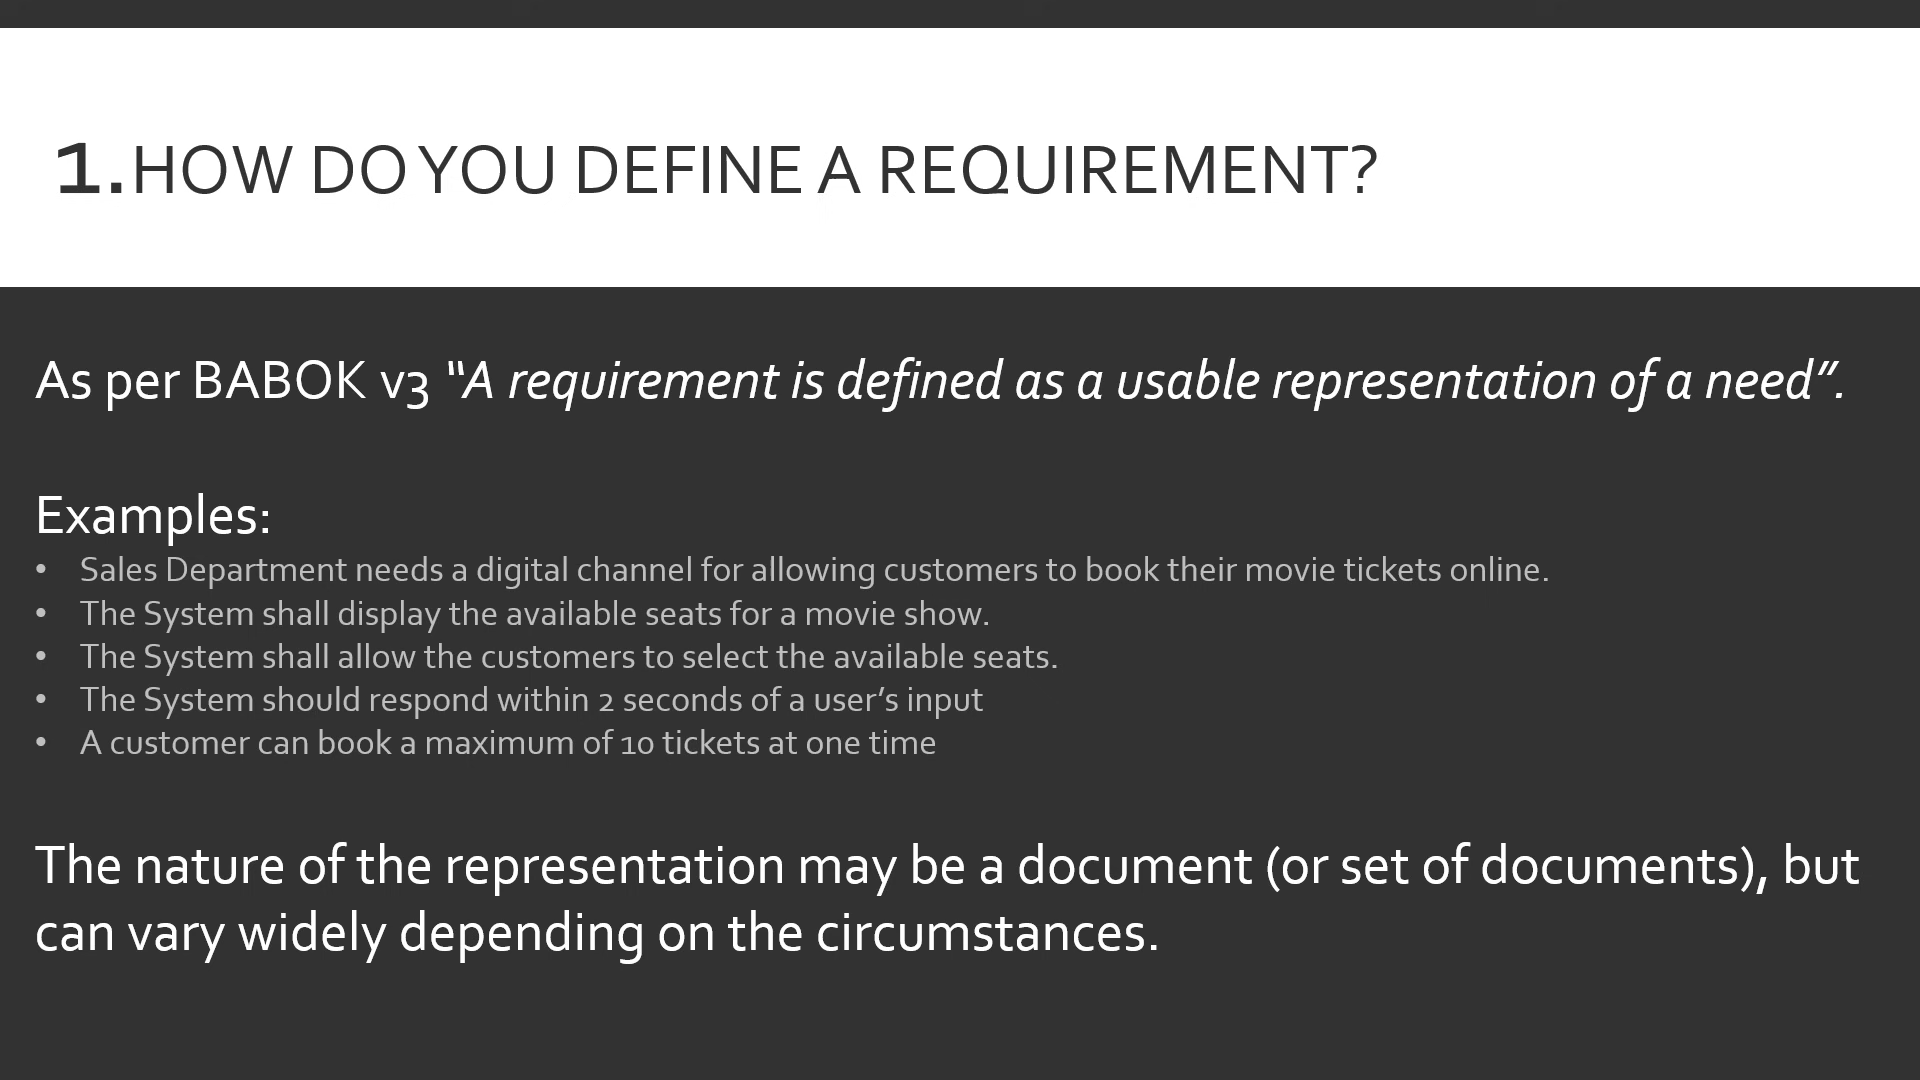 1.HOW DO YOU DEFINE A REQUIREMENT?
As per BABOK v3 “A requirement is defined as a usable representation of a need”.
Examples:
• Sales Department needs a digital channel for allowing customers to book their movie tickets online.
• The System shall display the available seats for a movie show.
• The System shall allow the customers to select the available seats.
• The System should respond within 2 seconds of a user’s input
• A customer can book a maximum of 10 tickets at one time
The nature of the representation may be a document (or set of documents), but
can vary widely depending on the circumstances.